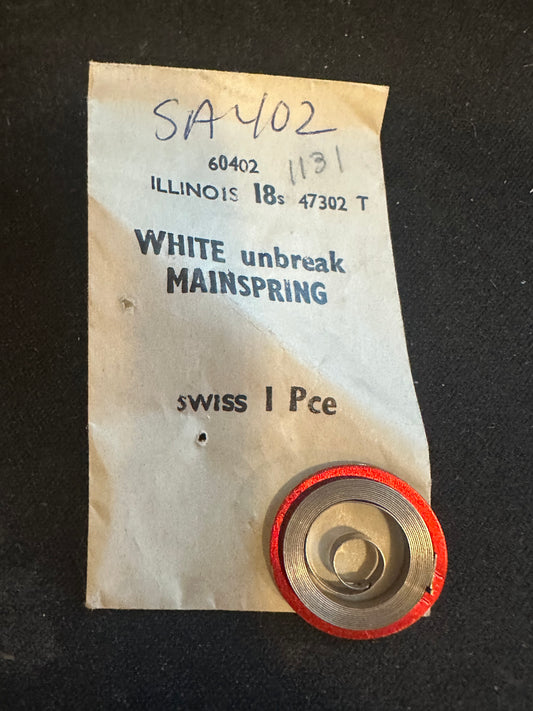 SA402
60402 1131
ILLINOIS 18s 47302 T
WHITE unbreak
MAINSPRING
SWISS 1 Pce